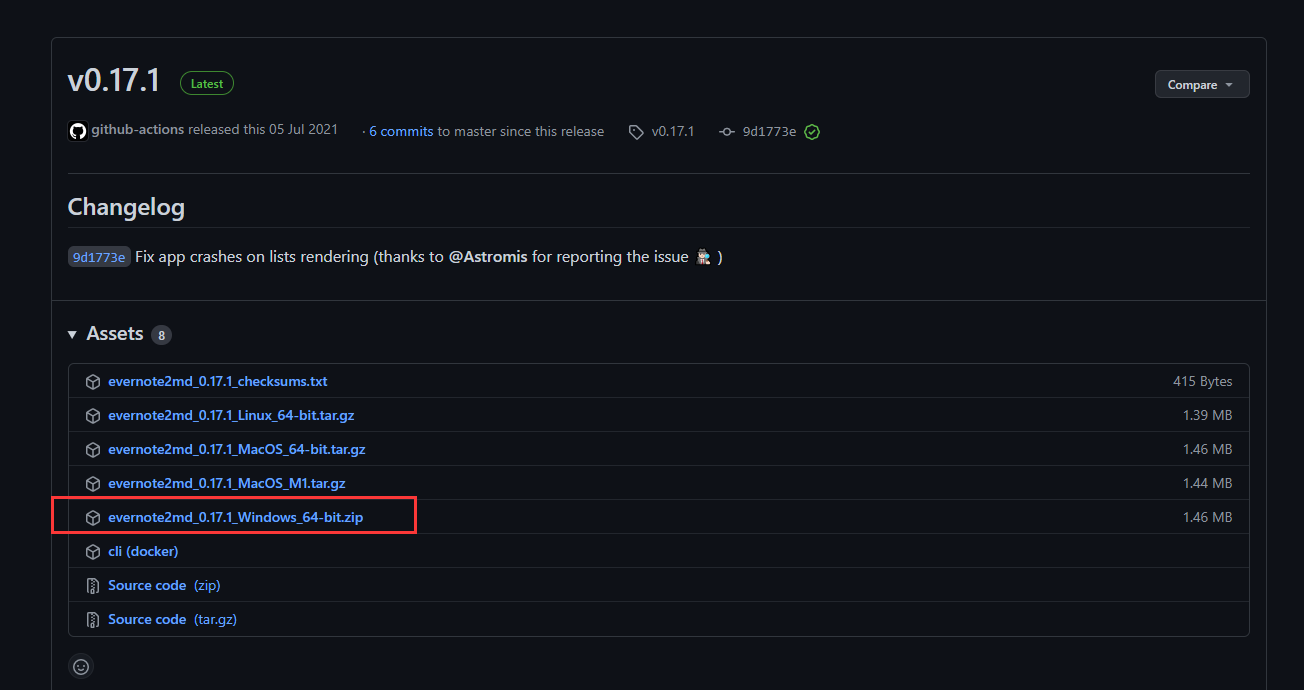 v0.17.1 Latest Compare
github-actions released this 05 Jul 2021 · 6 commits to master since this release v0.17.1 9d1773e
Changelog
9d1773e Fix app crashes on lists rendering (thanks to @Astromis for reporting the issue 🕵 )
Assets 8
evernote2md_0.17.1_checksums.txt 415 Bytes
evernote2md_0.17.1_Linux_64-bit.tar.gz 1.39 MB
evernote2md_0.17.1_MacOS_64-bit.tar.gz 1.46 MB
evernote2md_0.17.1_MacOS_M1.tar.gz 1.44 MB
evernote2md_0.17.1_Windows_64-bit.zip 1.46 MB
cli (docker)
Source code (zip)
Source code (tar.gz)